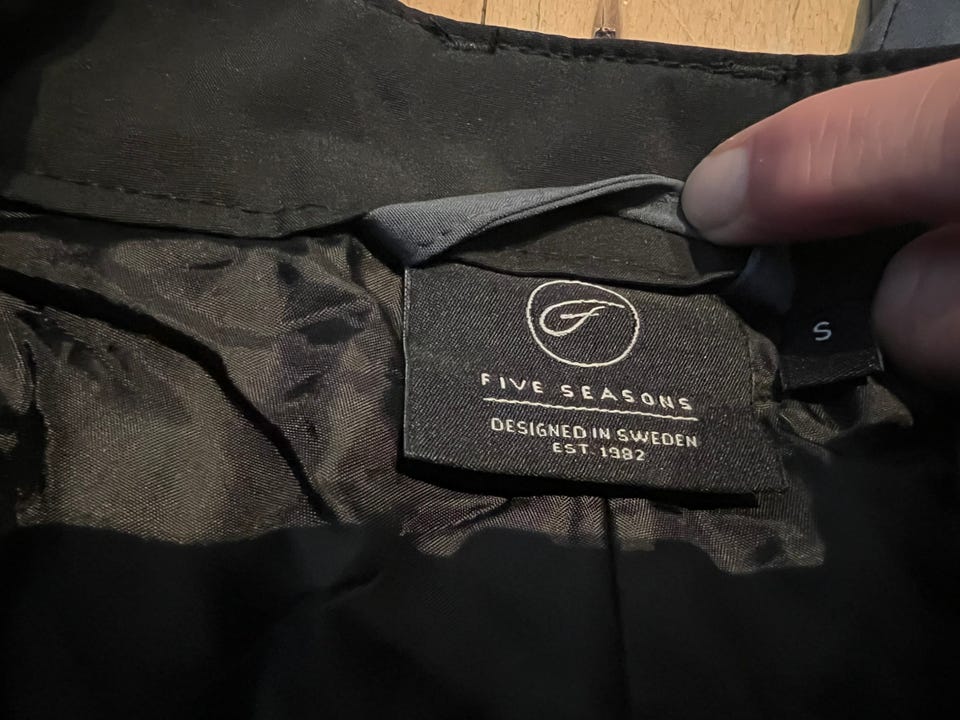 FIVE SEASONS
DESIGNED IN SWEDEN
EST. 1982
S